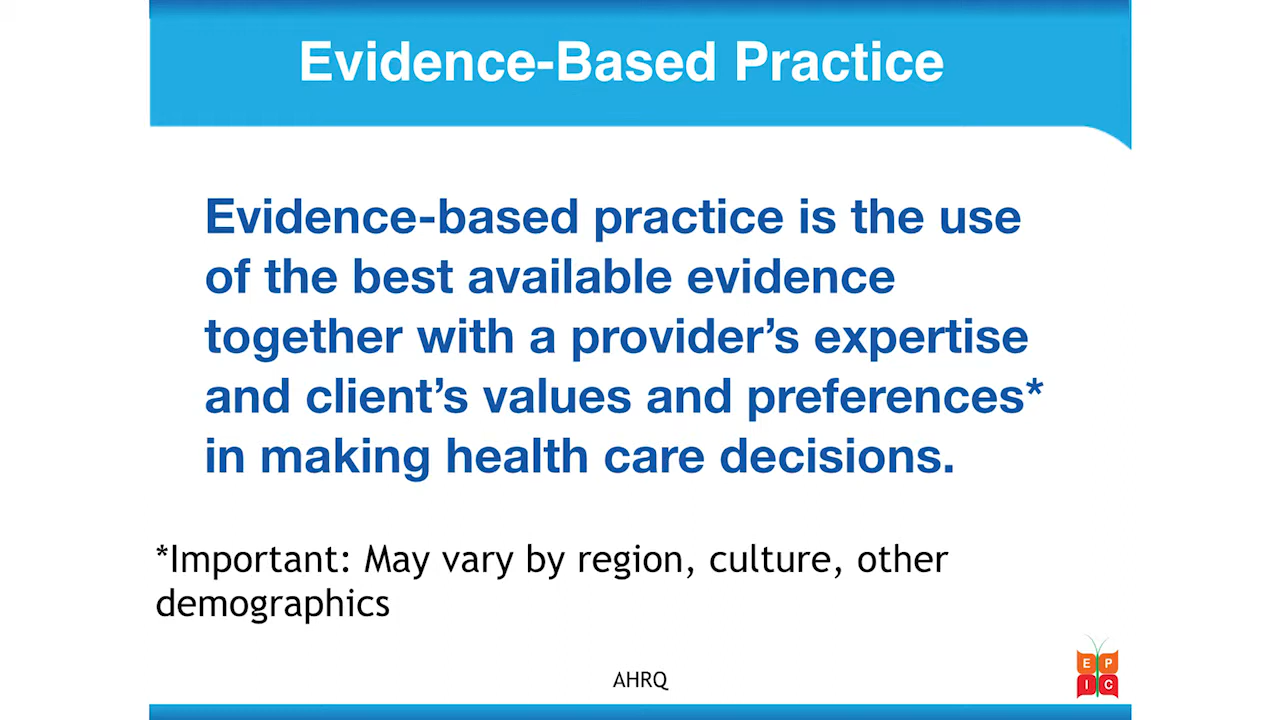 Evidence-Based Practice
Evidence-based practice is the use
of the best available evidence
together with a provider’s expertise
and client’s values and preferences*
in making health care decisions.
*Important: May vary by region, culture, other
demographics
AHRQ
E P
I C